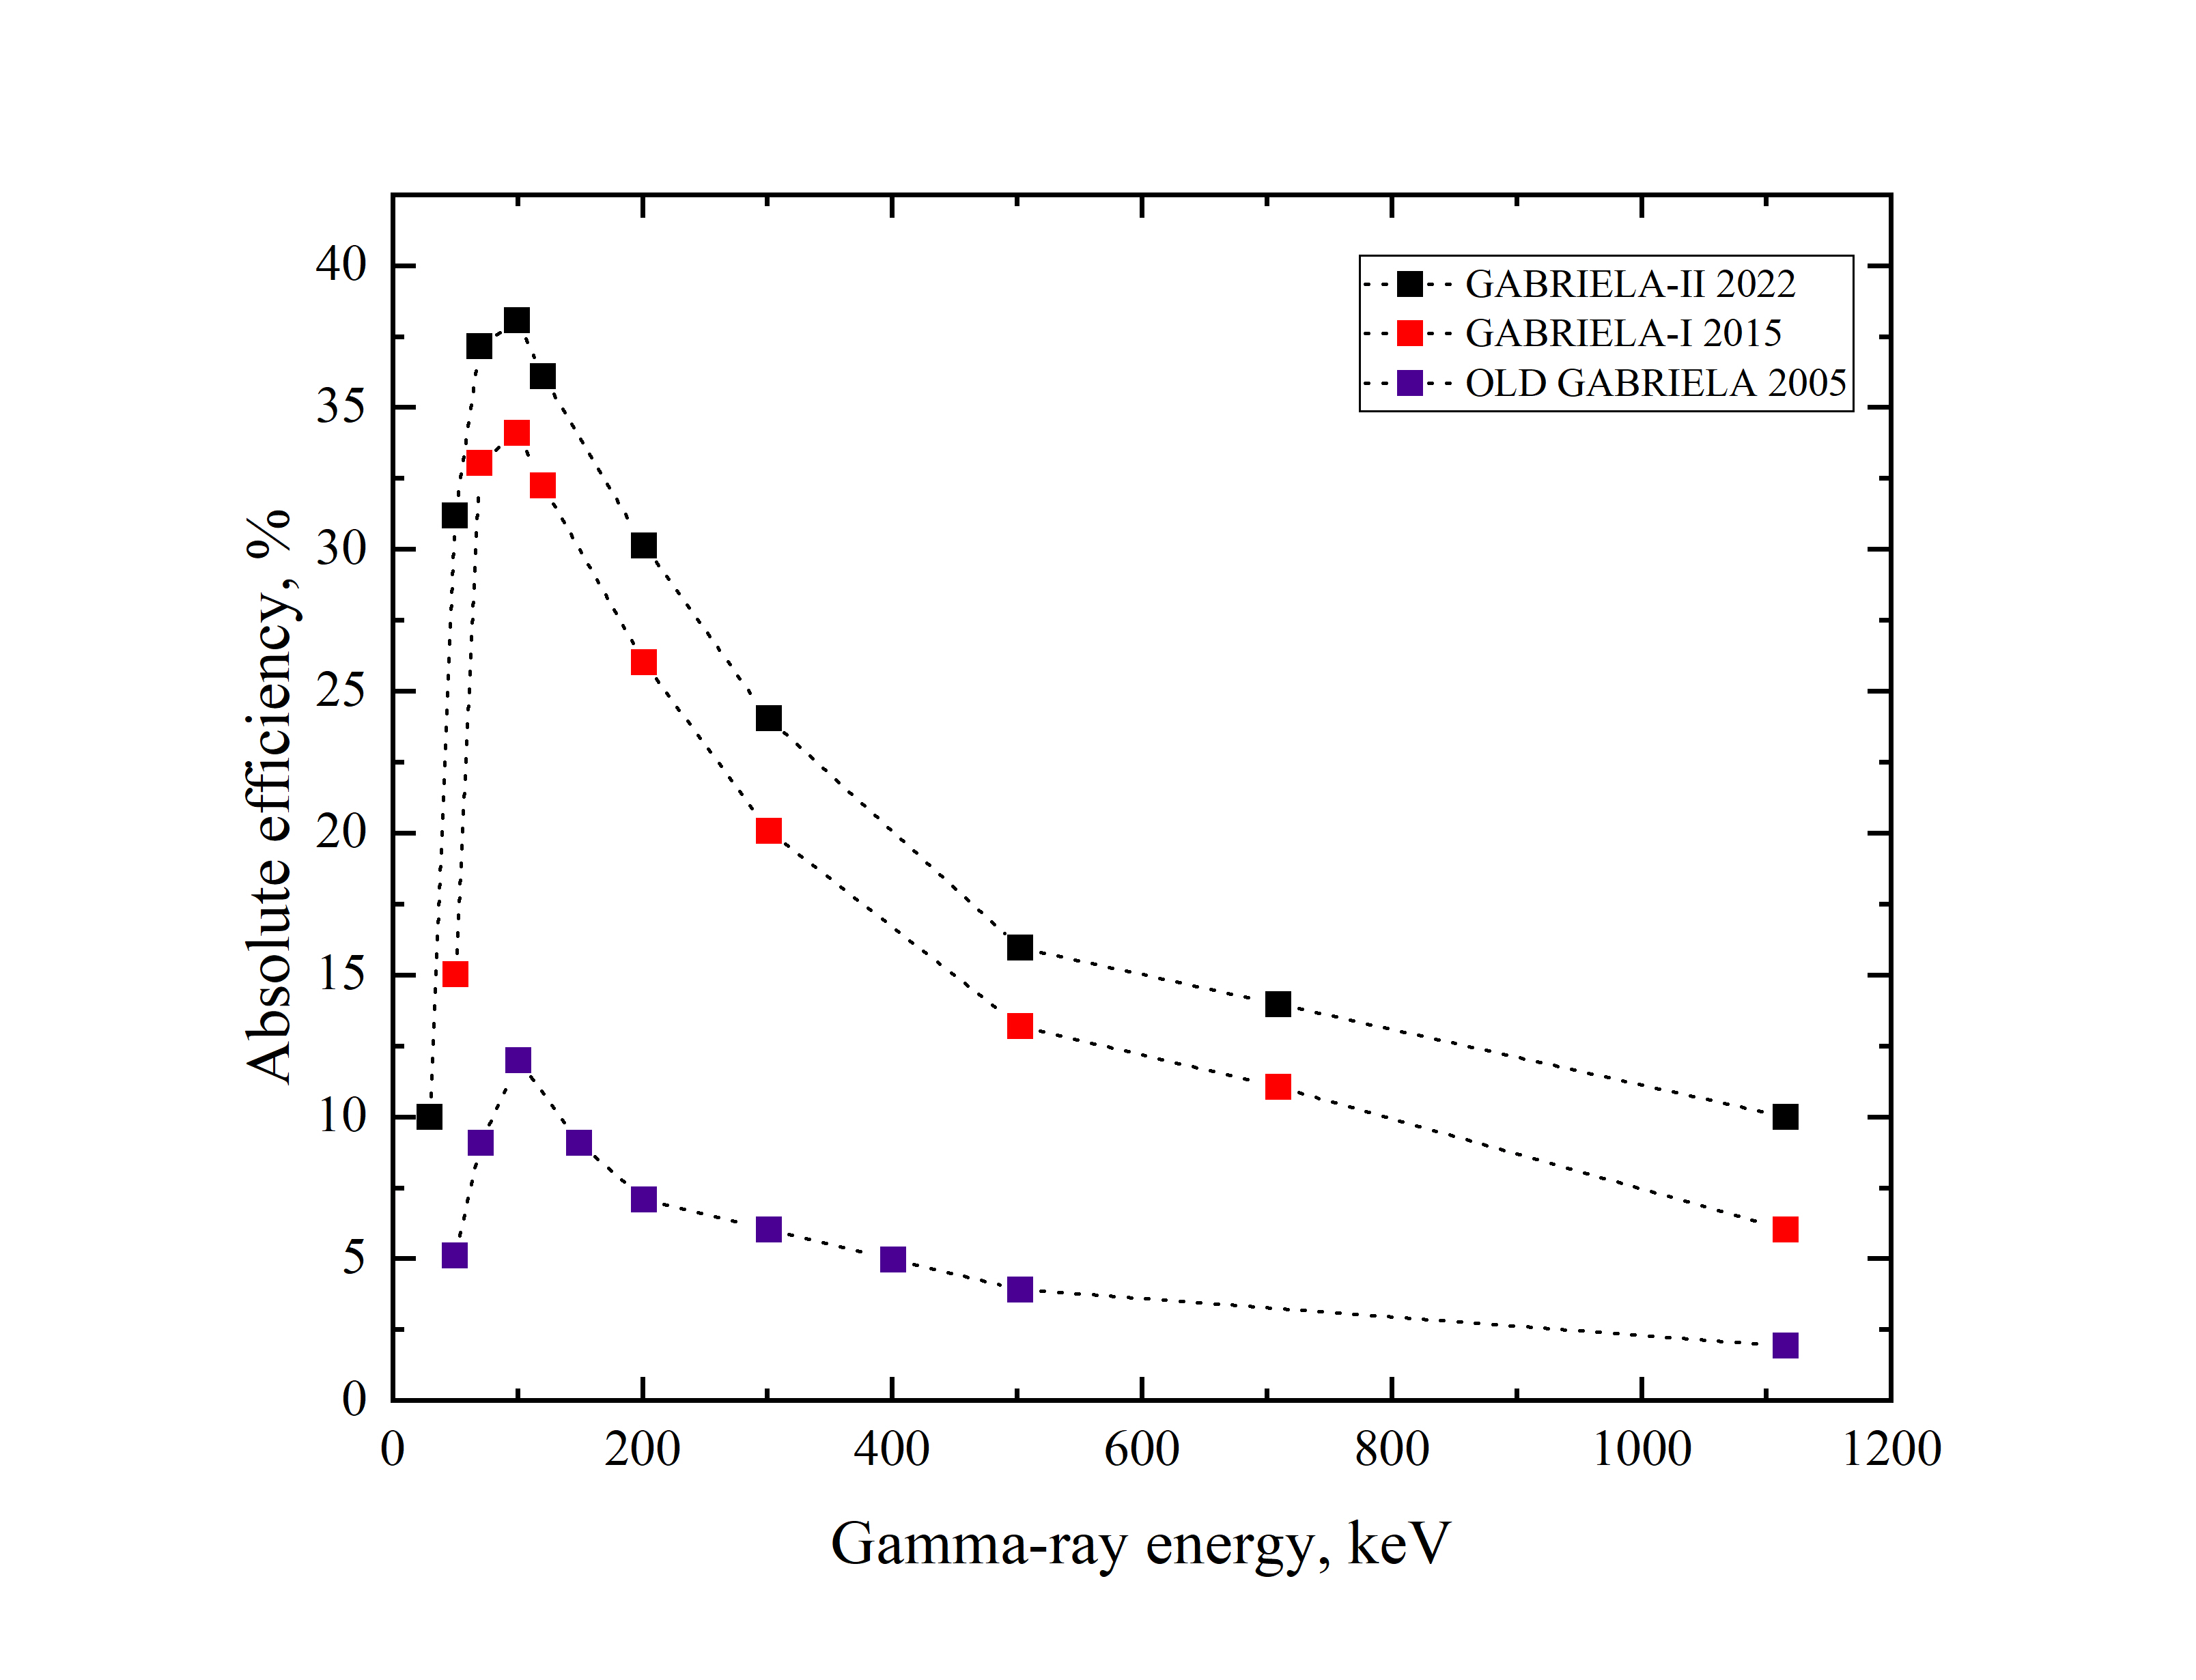 Absolute efficiency, %
40
35
30
25
20
15
10
5
0
GABRIELA-II 2022
GABRIELA-I 2015
OLD GABRIELA 2005
0 200 400 600 800 1000 1200
Gamma-ray energy, keV